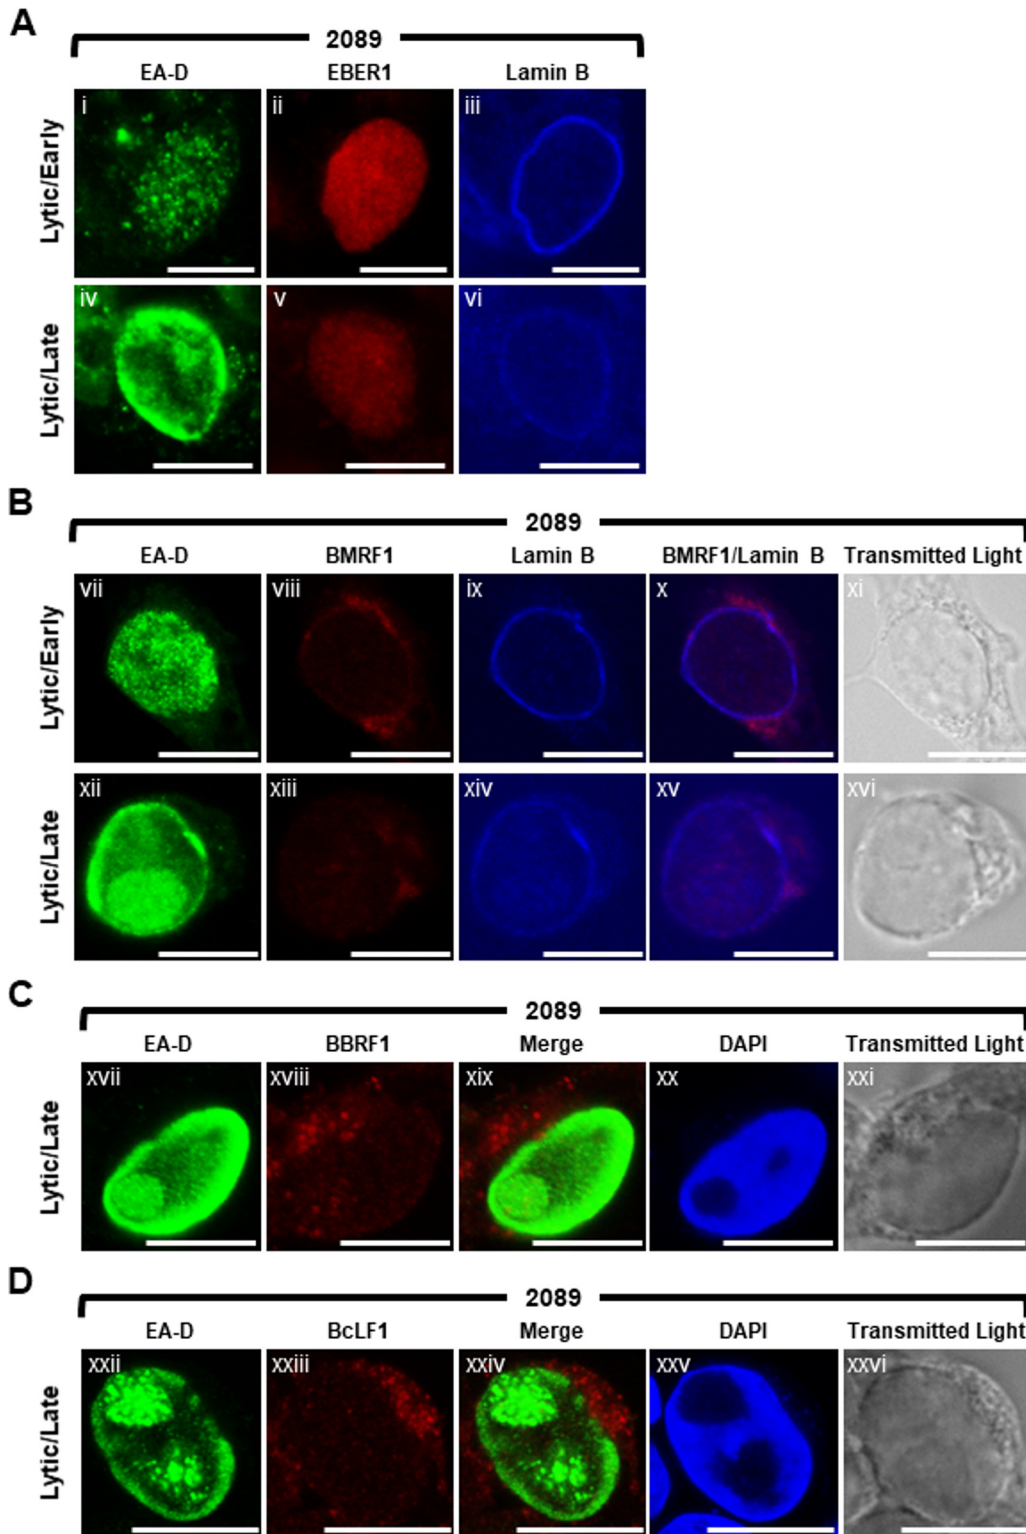 A
2089
EA-D EBER1 Lamin B
Lytic/Early
i ii iii
Lytic/Late
iv v vi
B
2089
EA-D BMRF1 Lamin B BMRF1/Lamin B Transmitted Light
Lytic/Early
vii viii ix x xi
Lytic/Late
xii xiii xiv xv xvi
C
2089
EA-D BBRF1 Merge DAPI Transmitted Light
Lytic/Late
xvii xviii xix xx xxi
D
2089
EA-D BcLF1 Merge DAPI Transmitted Light
Lytic/Late
xxii xxiii xxiv xxv xxvi